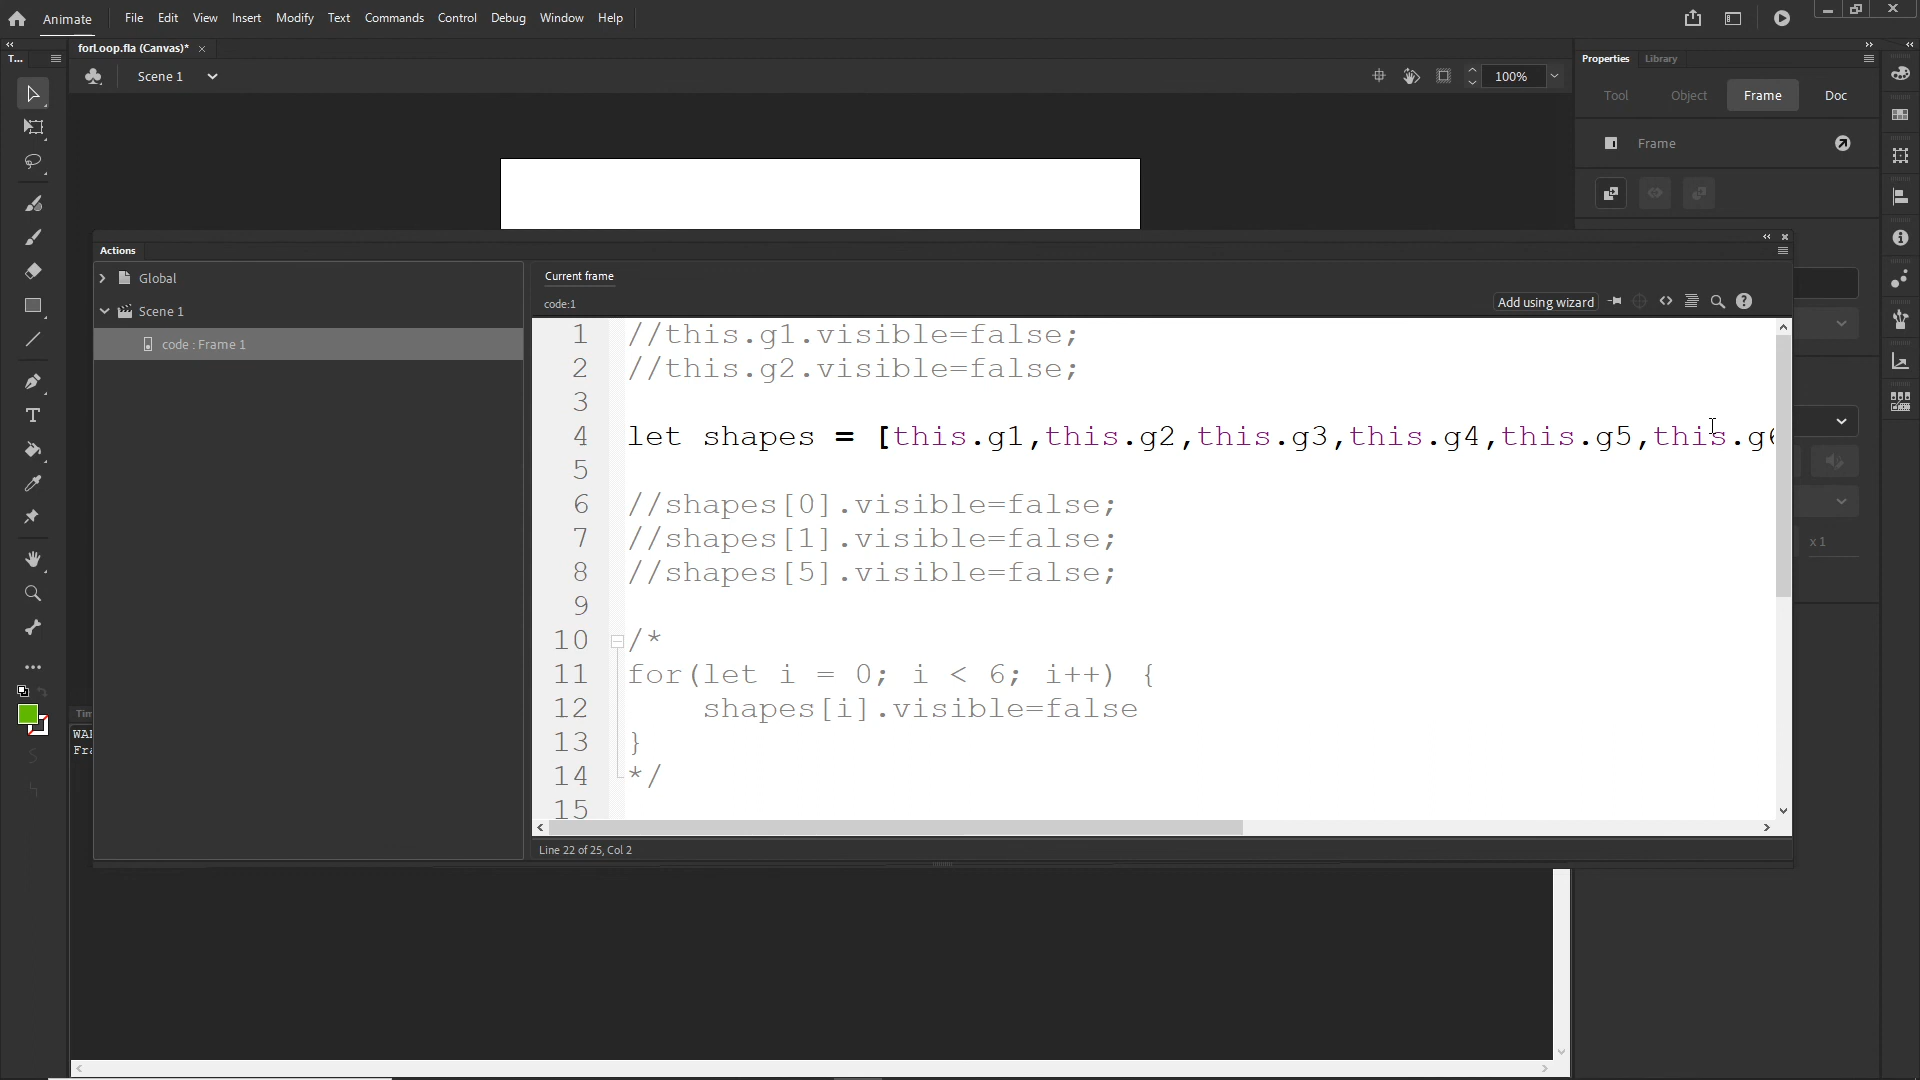 Animate File Edit View Insert Modify Text Commands Control Debug Window Help
forLoop.fla (Canvas)*
T...
Properties Library
Scene 1
100%
Tool Object Frame Doc
Frame
Actions
Global
Scene 1
code : Frame 1
Current frame
code:1
Add using wizard
1 //this.g1.visible=false;
2 //this.g2.visible=false;
3
4 let shapes = [this.g1,this.g2,this.g3,this.g4,this.g5,this.g6
5
6 //shapes[0].visible=false;
7 //shapes[1].visible=false;
8 //shapes[5].visible=false;
9
10 /*
11 for(let i = 0; i < 6; i++) {
12 shapes[i].visible=false
13 }
14 */
15
x 1
Line 22 of 25, Col 2